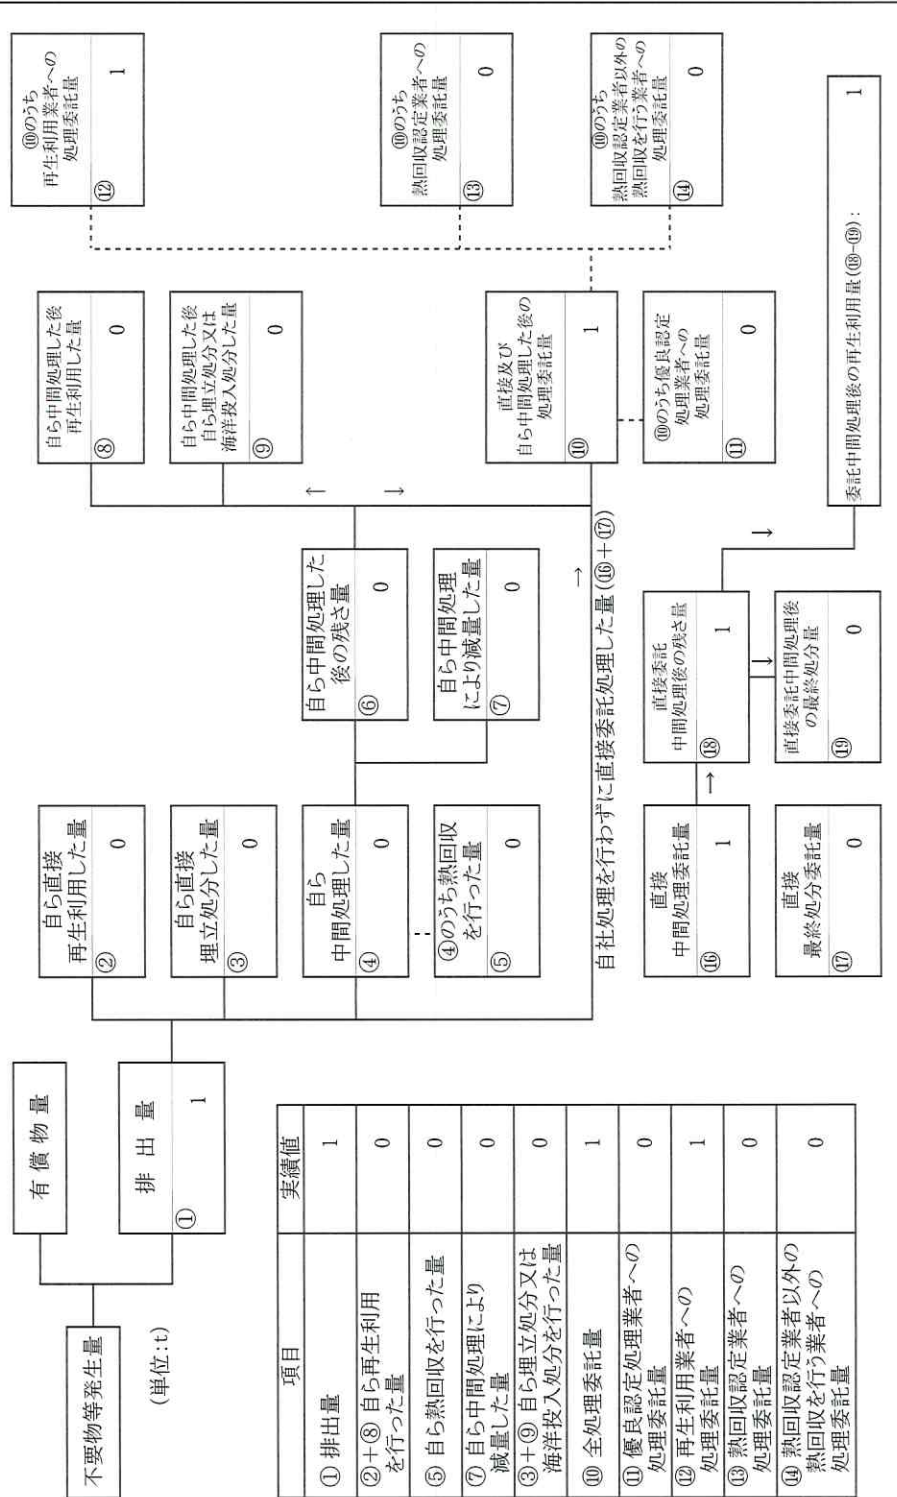 不要物等発生量
(単位:t)
有償物量
排出量
① 1
自ら直接
再生利用した量
② 0
自ら直接
埋立処分した量
③ 0
自ら
中間処理した量
④ 0
④のうち熱回収
を行った量
⑤ 0
自ら中間処理した
後の残さ量
⑥ 0
自ら中間処理
により減量した量
⑦ 0
自ら中間処理した後
再生利用した量
⑧ 0
自ら中間処理した後
自ら埋立処分又は
海洋投入処分した量
⑨ 0
↑
↓
→
自社処理を行わずに直接委託処理した量(⑯+⑰)
直接及び
自ら中間処理した後の
処理委託量
⑩ 1
⑩のうち優良認定
処理業者への
処理委託量
⑪ 0
⑩のうち
再生利用業者への
処理委託量
⑫ 1
⑩のうち
熱回収認定業者への
処理委託量
⑬ 0
⑩のうち
熱回収認定業者以外の
熱回収を行う業者への
処理委託量
⑭ 0
直接
中間処理委託量
⑯ 1
→
直接
最終処分委託量
⑰ 0
直接委託
中間処理後の残さ量
⑱ 1
↓
直接委託中間処理後
の最終処分量
⑲ 0
↓
委託中間処理後の再生利用量(⑱-⑲): 1
項目 実績値
① 排出量 1
②+⑧ 自ら再生利用
を行った量 0
⑤ 自ら熱回収を行った量 0
⑦ 自ら中間処理により
減量した量 0
③+⑨ 自ら埋立処分又は
海洋投入処分を行った量 0
⑩ 全処理委託量 1
⑪ 優良認定処理業者への
処理委託量 0
⑫ 再生利用業者への
処理委託量 1
⑬ 熱回収認定業者への
処理委託量 0
⑭ 熱回収認定業者以外の
熱回収を行う業者への
処理委託量 0